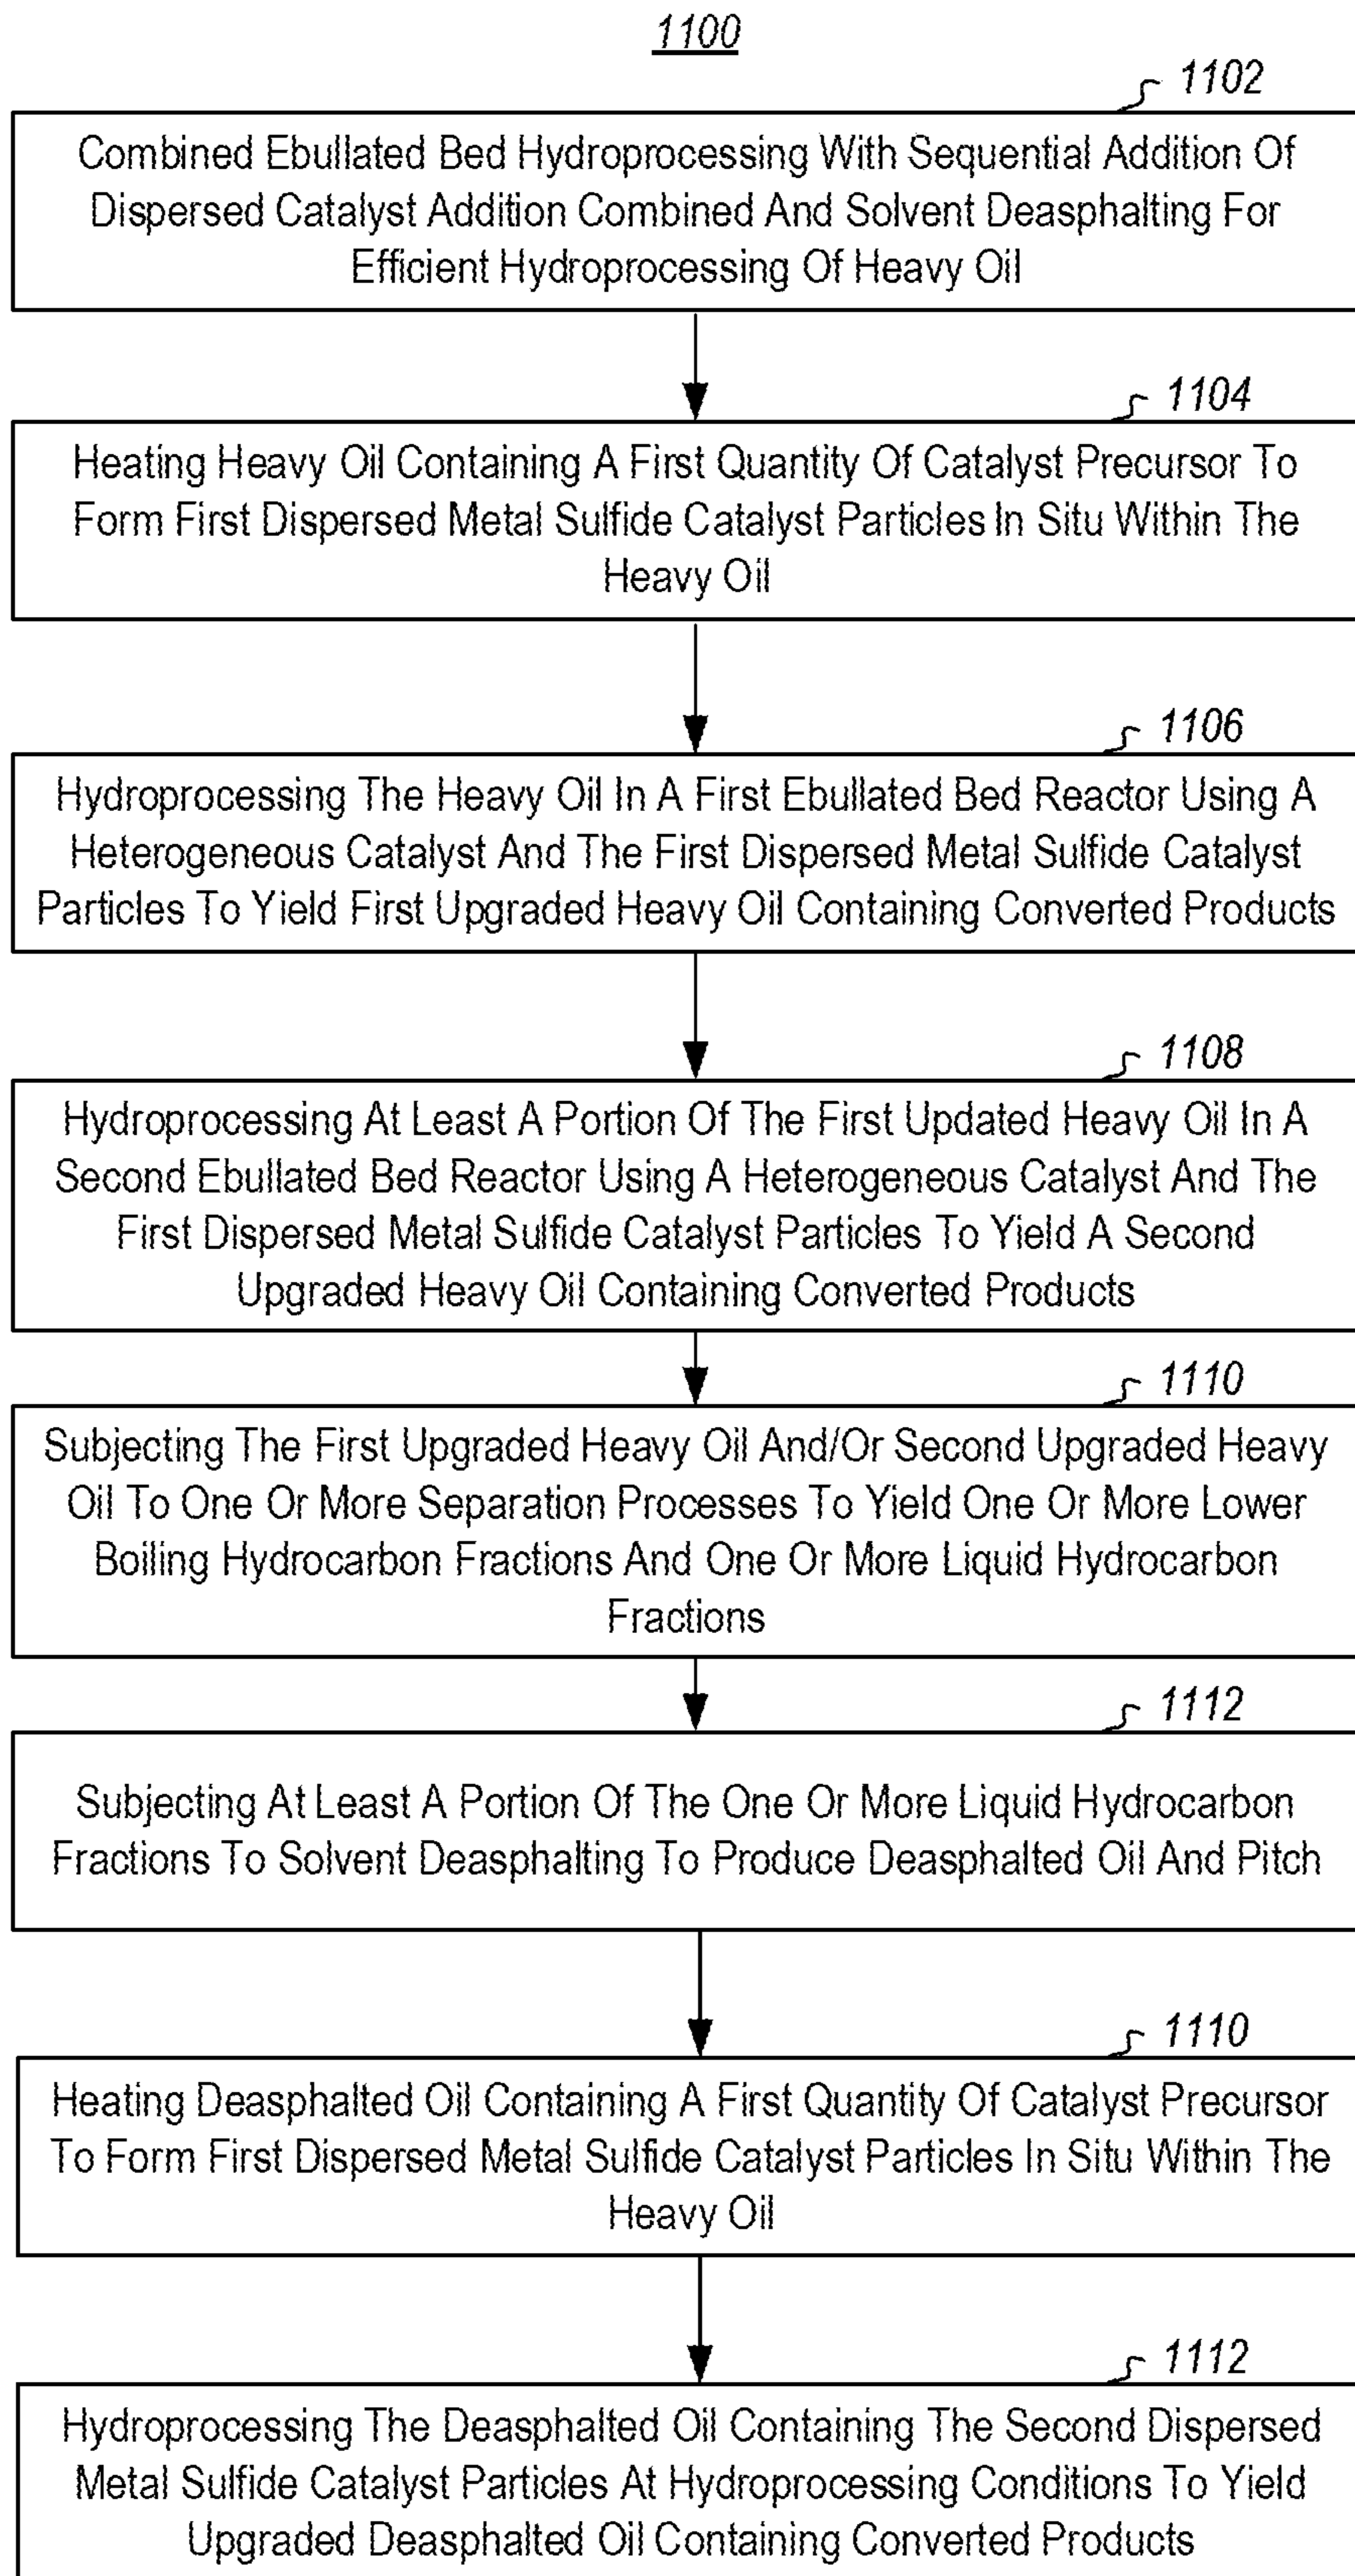 1100
1102
Combined Ebullated Bed Hydroprocessing With Sequential Addition Of
Dispersed Catalyst Addition Combined And Solvent Deasphalting For
Efficient Hydroprocessing Of Heavy Oil
1104
Heating Heavy Oil Containing A First Quantity Of Catalyst Precursor To
Form First Dispersed Metal Sulfide Catalyst Particles In Situ Within The
Heavy Oil
1106
Hydroprocessing The Heavy Oil In A First Ebullated Bed Reactor Using A
Heterogeneous Catalyst And The First Dispersed Metal Sulfide Catalyst
Particles To Yield First Upgraded Heavy Oil Containing Converted Products
1108
Hydroprocessing At Least A Portion Of The First Updated Heavy Oil In A
Second Ebullated Bed Reactor Using A Heterogeneous Catalyst And The
First Dispersed Metal Sulfide Catalyst Particles To Yield A Second
Upgraded Heavy Oil Containing Converted Products
1110
Subjecting The First Upgraded Heavy Oil And/Or Second Upgraded Heavy
Oil To One Or More Separation Processes To Yield One Or More Lower
Boiling Hydrocarbon Fractions And One Or More Liquid Hydrocarbon
Fractions
1112
Subjecting At Least A Portion Of The One Or More Liquid Hydrocarbon
Fractions To Solvent Deasphalting To Produce Deasphalted Oil And Pitch
1110
Heating Deasphalted Oil Containing A First Quantity Of Catalyst Precursor
To Form First Dispersed Metal Sulfide Catalyst Particles In Situ Within The
Heavy Oil
1112
Hydroprocessing The Deasphalted Oil Containing The Second Dispersed
Metal Sulfide Catalyst Particles At Hydroprocessing Conditions To Yield
Upgraded Deasphalted Oil Containing Converted Products